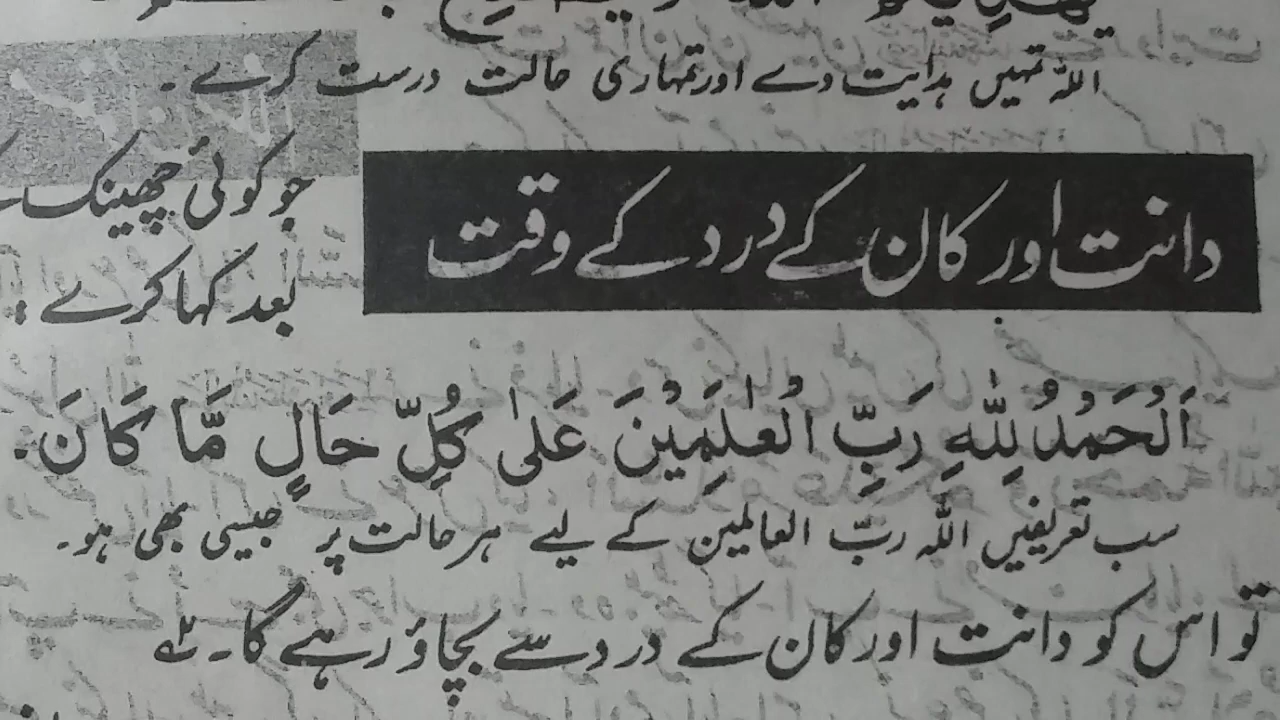 اللہ تمہیں ہدایت دے اور تمہاری حالت درست کرے ۔
دانت اور کان کے درد کے وقت
جو کوئی چھینک
بعد کہا کرے :
اَلْحَمْدُ لِلّٰهِ رَبِّ الْعٰلَمِيْنَ عَلٰى كُلِّ حَالٍ مَّا كَانَ.
سب تعریفیں اللہ ربّ العالمین کے لیے ہر حالت پر جیسی بھی ہو۔
تو اس کو دانت اور کان کے درد سے بچاؤ رہے گا۔